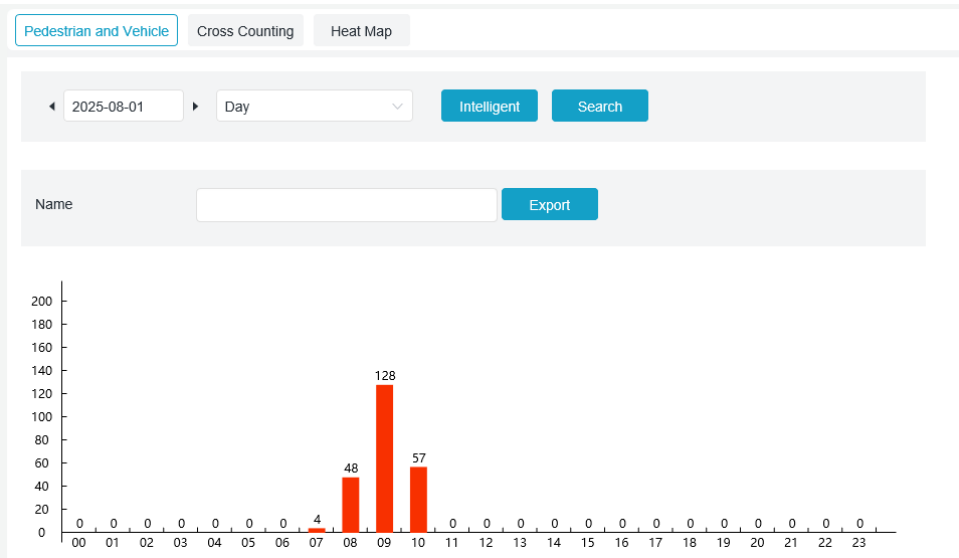 Pedestrian and Vehicle Cross Counting Heat Map
2025-08-01 Day Intelligent Search
Name Export
200
180
160
140
128
120
100
80
60
57
48
40
20
0 0 0 0 0 0 0 4 0 0 0 0 0 0 0 0 0 0 0 0 0
0
00 01 02 03 04 05 06 07 08 09 10 11 12 13 14 15 16 17 18 19 20 21 22 23